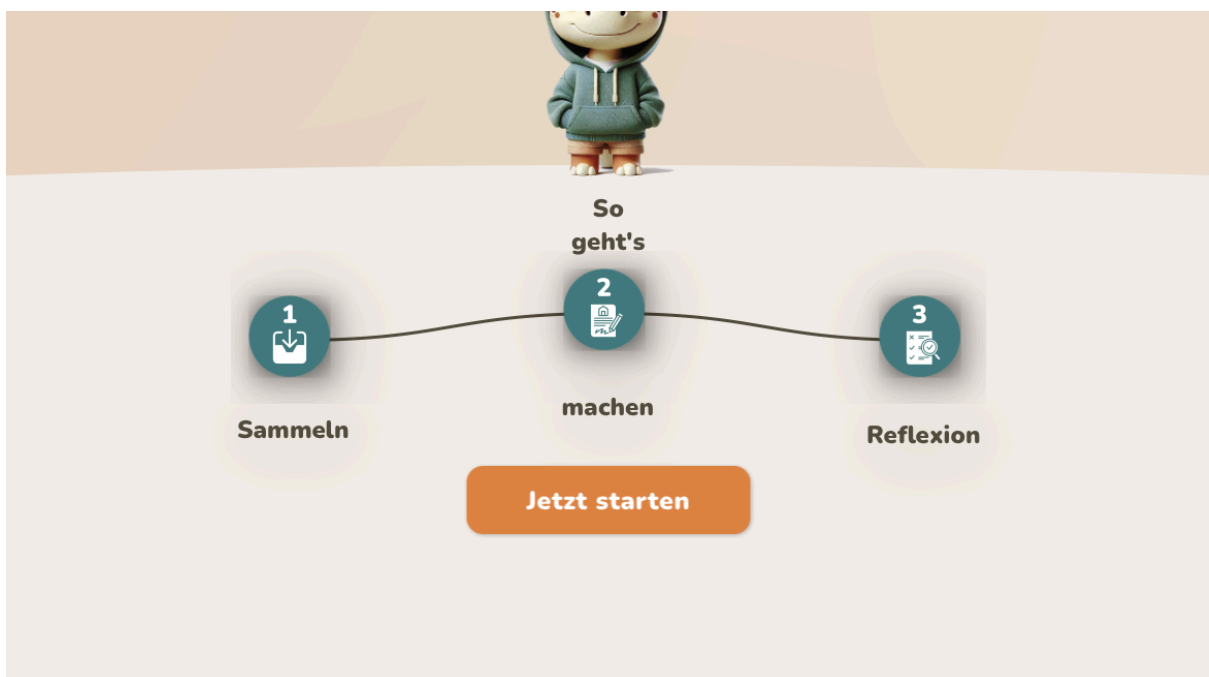 So
geht's
1
2
3
Sammeln
machen
Reflexion
Jetzt starten